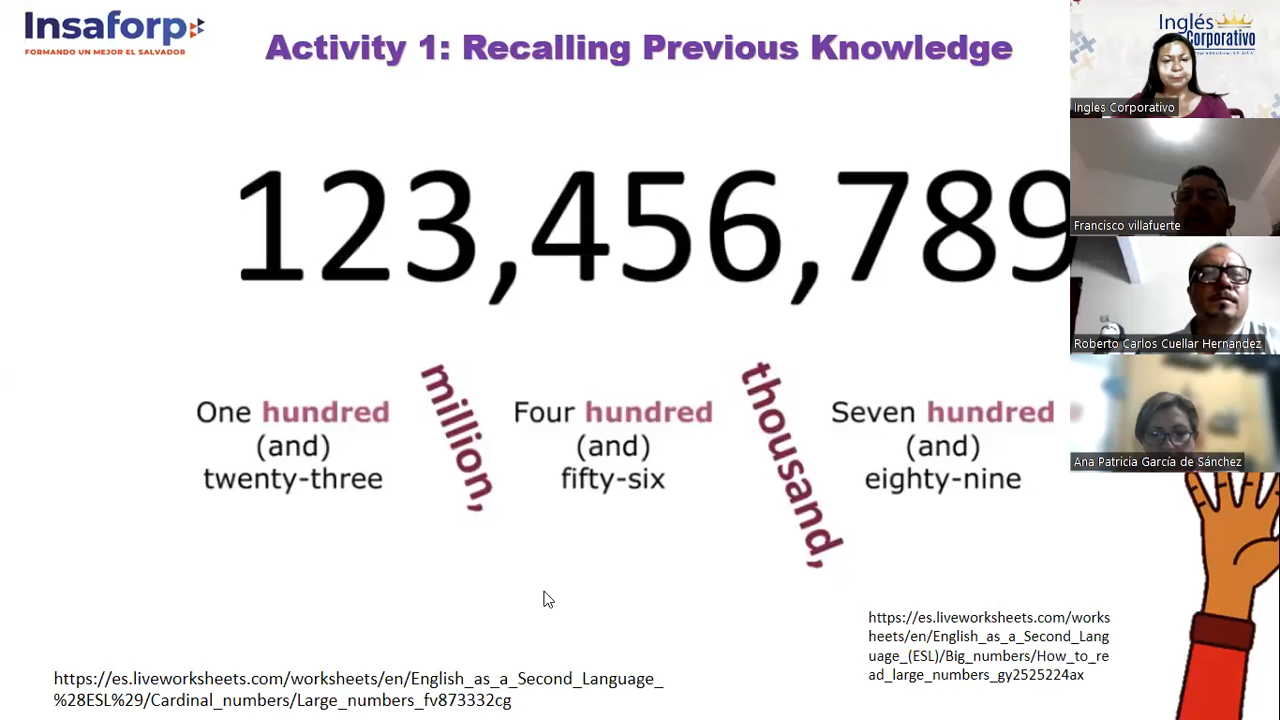 Insaforp
FORMANDO UN MEJOR EL SALVADOR
Activity 1: Recalling Previous Knowledge
123,456,789
One hundred
(and)
twenty-three
million,
Four hundred
(and)
fifty-six
thousand,
Seven hundred
(and)
eighty-nine
https://es.liveworksheets.com/works
heets/en/English_as_a_Second_Lang
uage_(ESL)/Big_numbers/How_to_re
ad_large_numbers_gy2525224ax
https://es.liveworksheets.com/worksheets/en/English_as_a_Second_Language_
%28ESL%29/Cardinal_numbers/Large_numbers_fv873332cg
Inglés
Corporativo
Ingles Corporativo
Francisco villafuerte
Roberto Carlos Cuellar Hernandez
Ana Patricia García de Sánchez